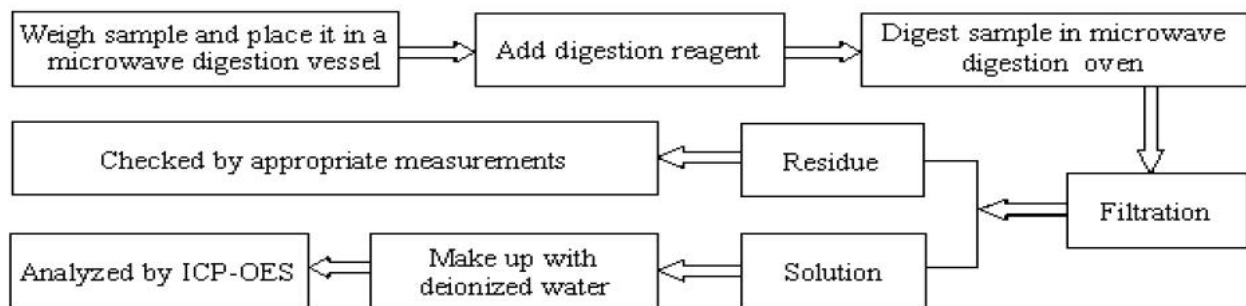 Weigh sample and place it in a
microwave digestion vessel
Add digestion reagent
Digest sample in microwave
digestion oven
Checked by appropriate measurements
Residue
Filtration
Analyzed by ICP-OES
Make up with
deionized water
Solution